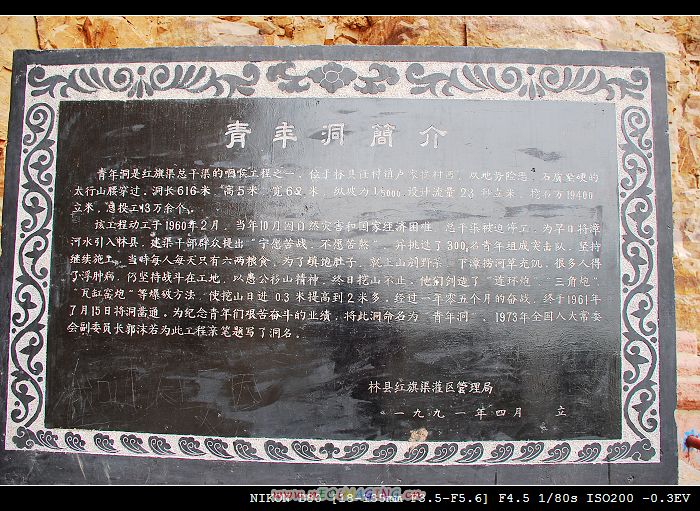 青年洞簡介
青年洞是红旗渠总干渠的咽喉工程之一，位于林县任村镇卢家拐村西，从地势险恶，石质坚硬的
太行山腰穿过，洞长616米，高5米，宽6.2米，纵坡为1/5000，设计流量23秒立米，挖石方19400
立米，总投工13万余个。
该工程动工于1960年2月，当年10月因自然灾害和国家经济困难，总干渠被迫停工，为早日将漳
河水引入林县，建渠干部群众提出“宁愿苦战，不愿苦熬”，并挑选了300名青年组成突击队，坚持
继续施工。当时每人每天只有六两粮食，为了填饱肚子，就上山挖野菜，下漳捞河草充饥，很多人得
了浮肿病，仍坚持战斗在工地，以愚公移山精神，终日挖山不止，他们创造了“连环炮”、“三角炮”、
“瓦缸窑炮”等爆破方法，使挖山日进0.3米提高到2米多，经过一年零五个月的奋战，终于1961年
7月15日将洞凿通，为纪念青年们艰苦奋斗的业绩，将此洞命名为“青年洞”、1973年全国人大常委
会副委员长郭沫若为此工程亲笔题写了洞名。
林县红旗渠灌区管理局
一九九一年四月 立
NIKON D80 [18-135mm F3.5-F5.6] F4.5 1/80s ISO200 -0.3EV